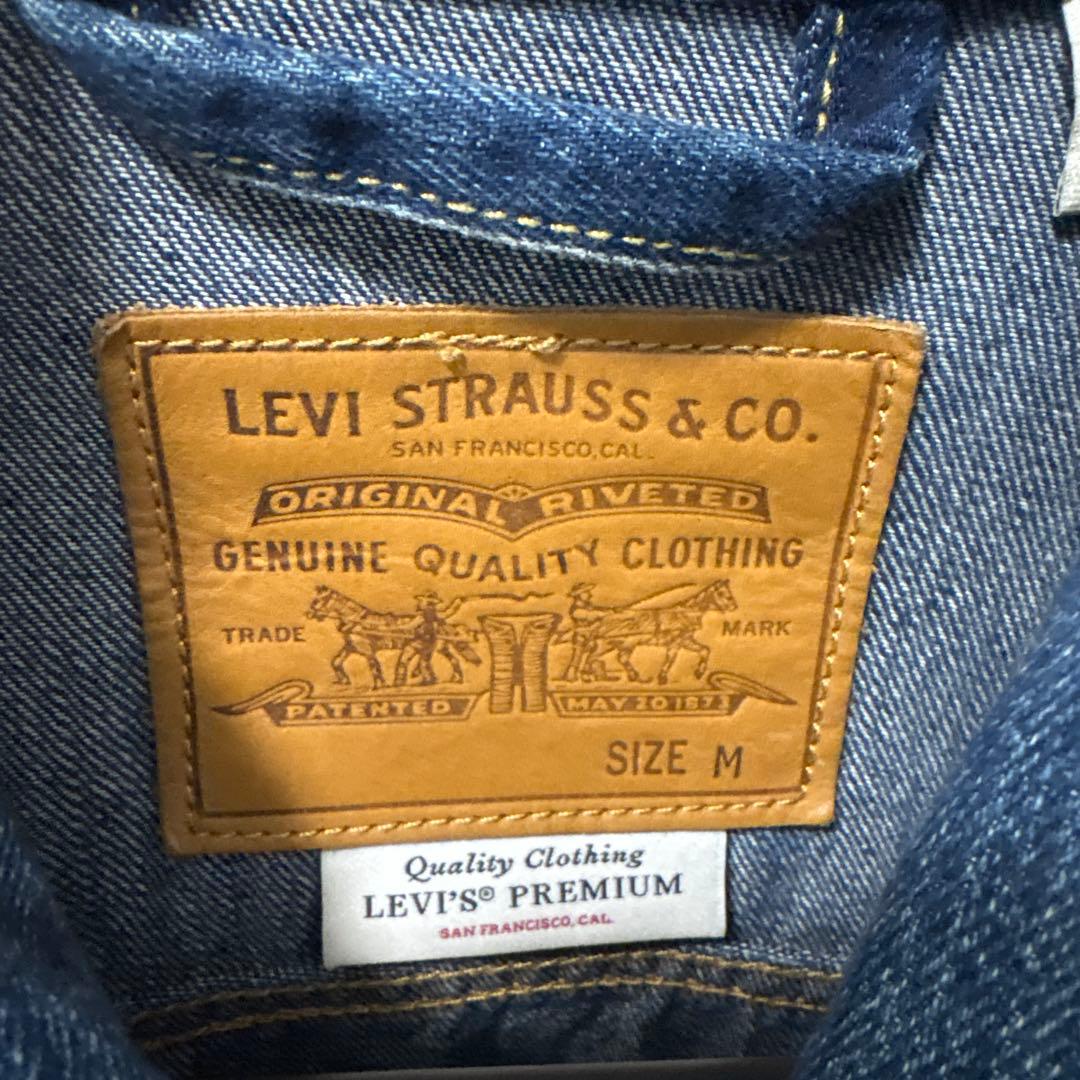 LEVI STRAUSS & CO.
SAN FRANCISCO, CAL.
ORIGINAL RIVETED
GENUINE QUALITY CLOTHING
TRADE MARK
PATENTED MAY 20 1873
SIZE M
Quality Clothing
LEVI'S® PREMIUM
SAN FRANCISCO, CAL.